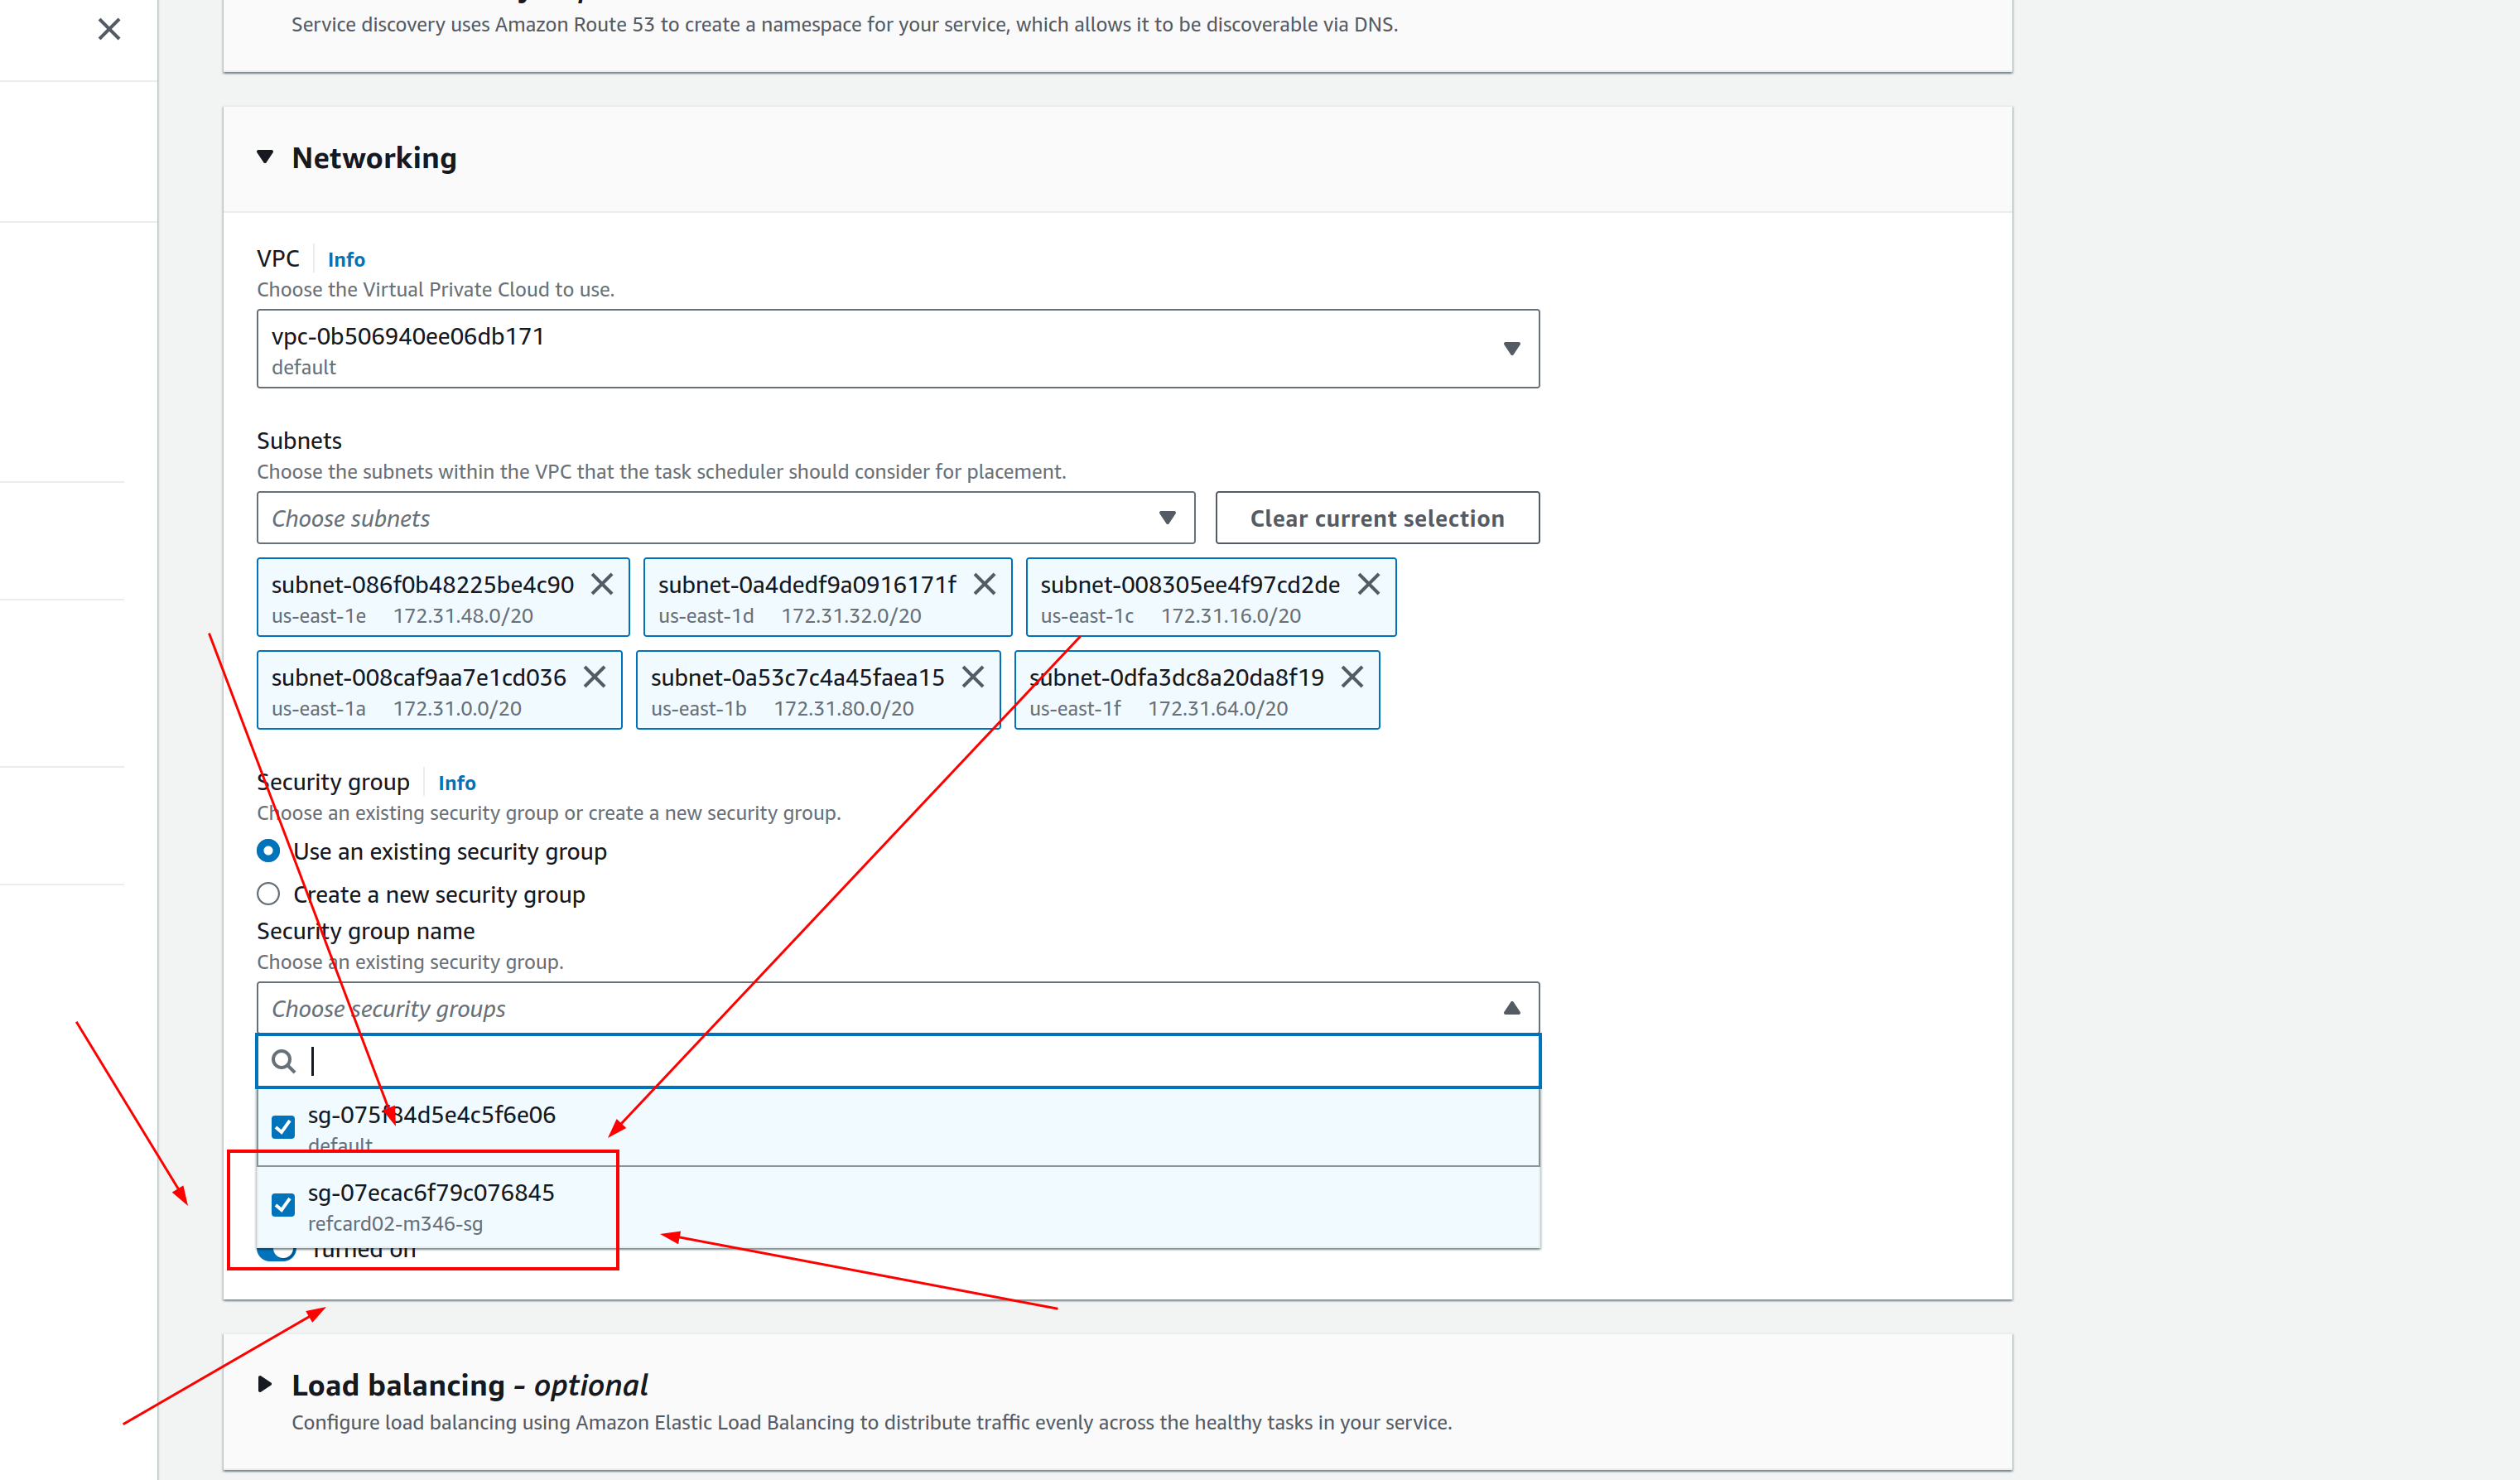 Service discovery uses Amazon Route 53 to create a namespace for your service, which allows it to be discoverable via DNS.
Networking
VPC Info
Choose the Virtual Private Cloud to use.
vpc-0b506940ee06db171
default
Subnets
Choose the subnets within the VPC that the task scheduler should consider for placement.
Choose subnets Clear current selection
subnet-086f0b48225be4c90 subnet-0a4dedf9a0916171f subnet-008305ee4f97cd2de
us-east-1e 172.31.48.0/20 us-east-1d 172.31.32.0/20 us-east-1c 172.31.16.0/20
subnet-008caf9aa7e1cd036 subnet-0a53c7c4a45faea15 subnet-0dfa3dc8a20da8f19
us-east-1a 172.31.0.0/20 us-east-1b 172.31.80.0/20 us-east-1f 172.31.64.0/20
Security group Info
Choose an existing security group or create a new security group.
Use an existing security group
Create a new security group
Security group name
Choose an existing security group.
Choose security groups
sg-075f84d5e4c5f6e06
default
sg-07ecac6f79c076845
refcard02-m346-sg
Turned on
Load balancing - optional
Configure load balancing using Amazon Elastic Load Balancing to distribute traffic evenly across the healthy tasks in your service.